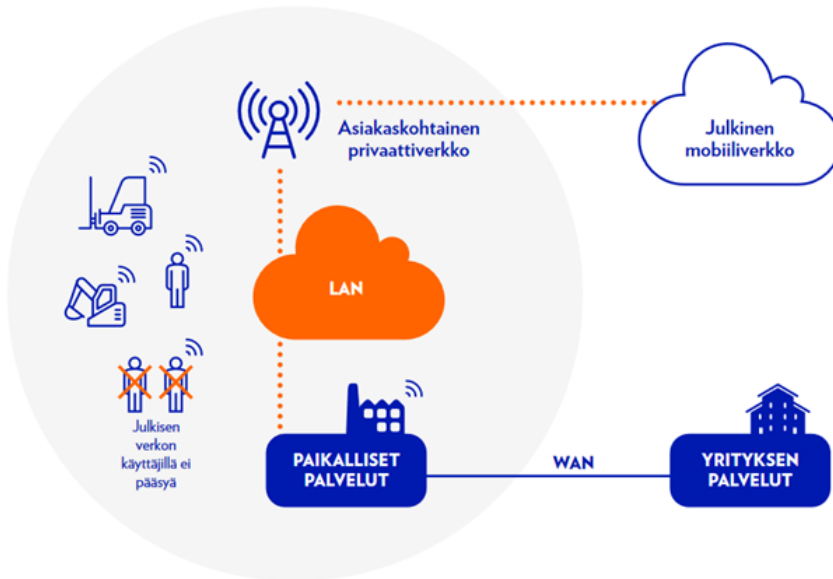 Asiakaskohtainen
privaattiverkko
Julkinen
mobiiliverkko
LAN
Julkisen
verkon
käyttäjillä ei
pääsyä
PAIKALLISET
PALVELUT
WAN
YRITYKSEN
PALVELUT